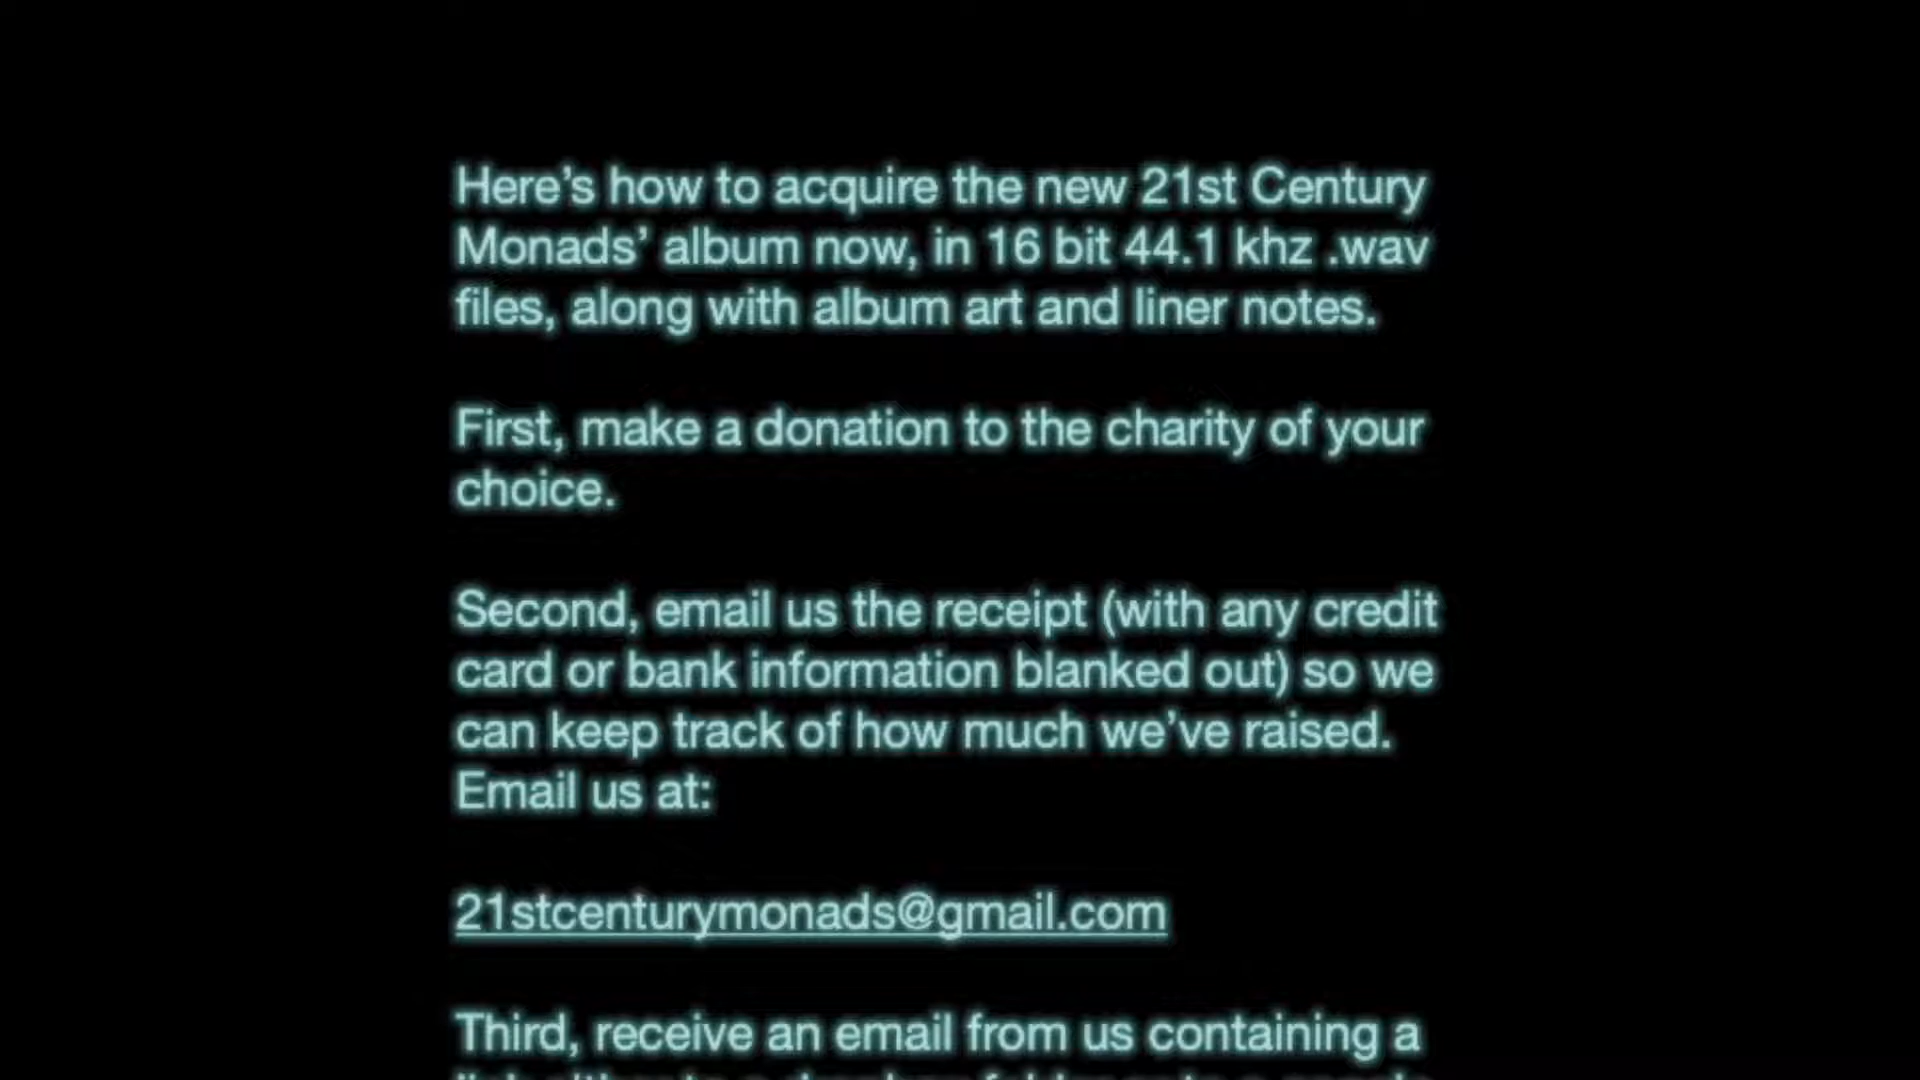 Here’s how to acquire the new 21st Century
Monads’ album now, in 16 bit 44.1 khz .wav
files, along with album art and liner notes.
First, make a donation to the charity of your
choice.
Second, email us the receipt (with any credit
card or bank information blanked out) so we
can keep track of how much we’ve raised.
Email us at:
21stcenturymonads@gmail.com
Third, receive an email from us containing a